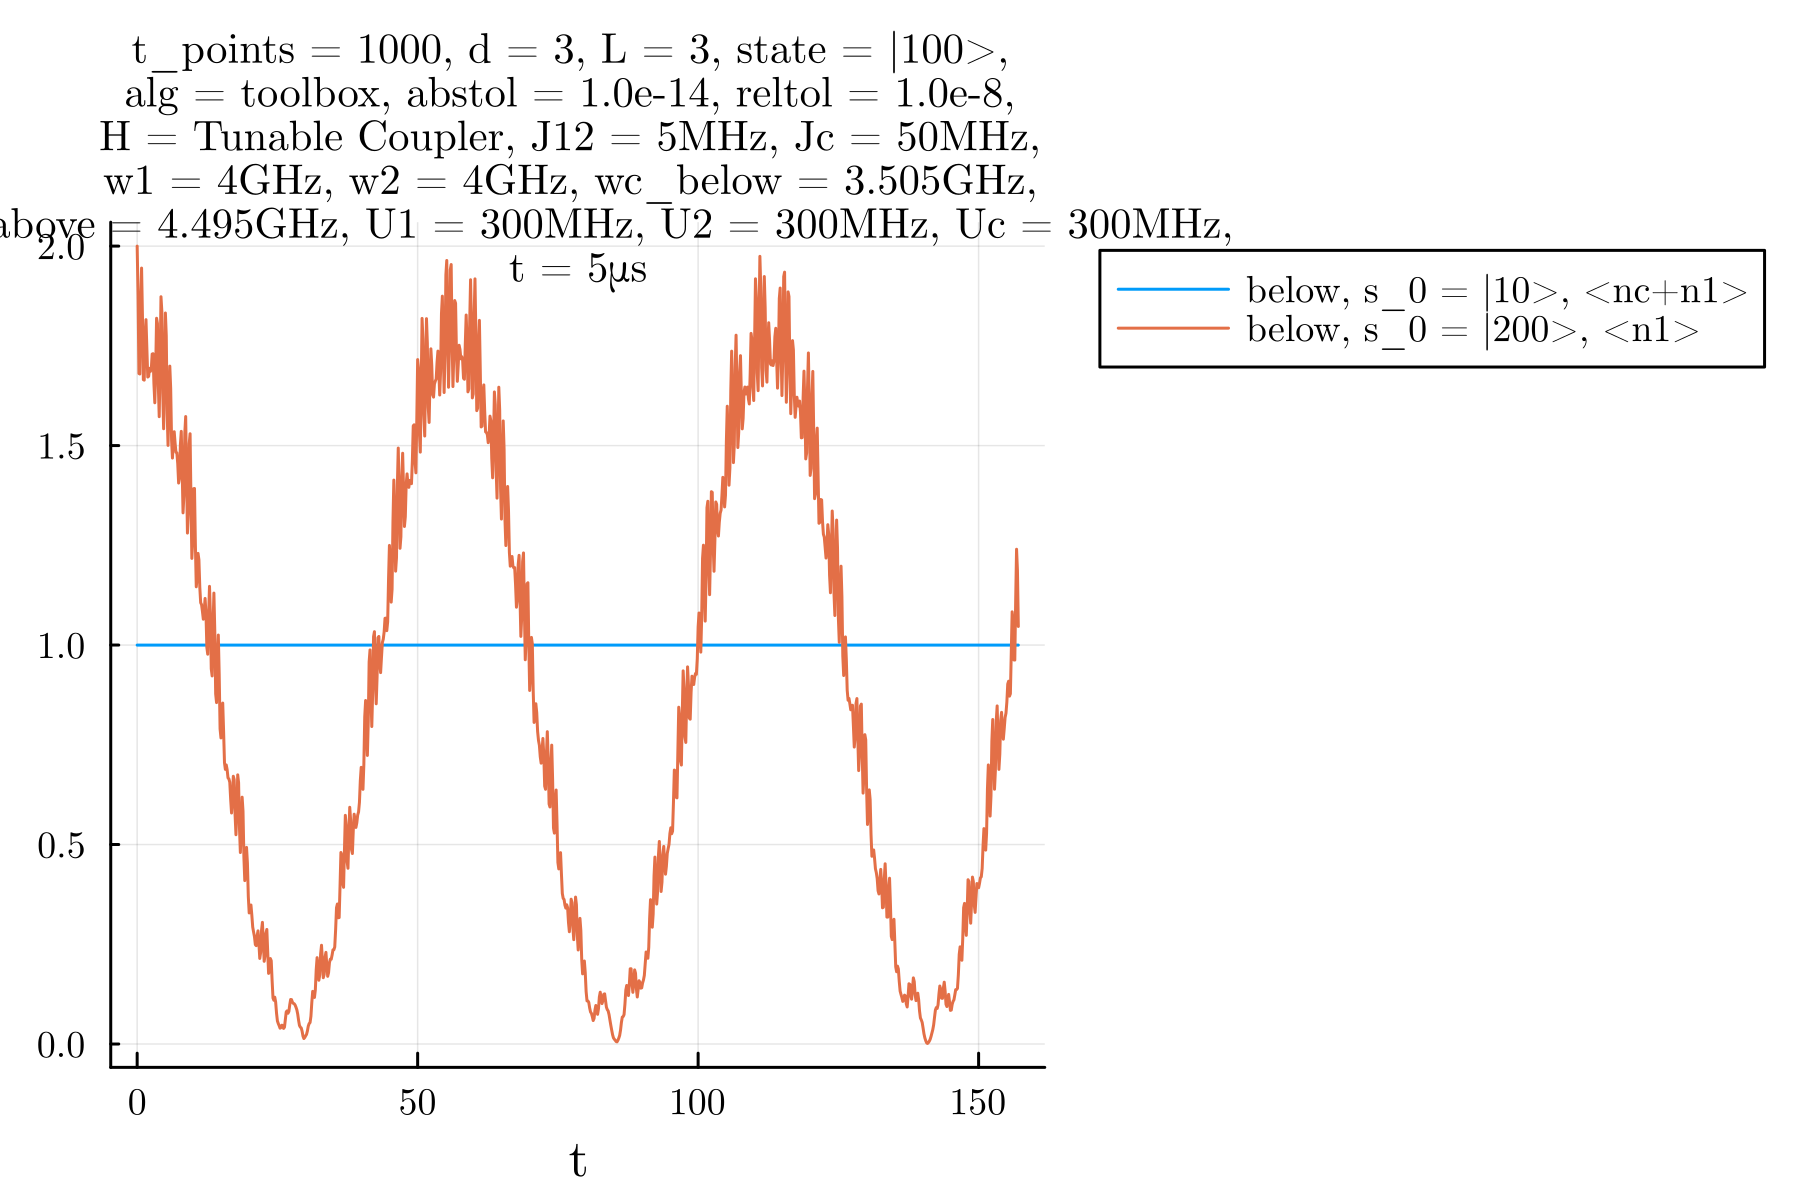 t_points = 1000, d = 3, L = 3, state = |100>,
alg = toolbox, abstol = 1.0e-14, reltol = 1.0e-8,
H = Tunable Coupler, J12 = 5MHz, Jc = 50MHz,
w1 = 4GHz, w2 = 4GHz, wc_below = 3.505GHz,
above = 4.495GHz, U1 = 300MHz, U2 = 300MHz, Uc = 300MHz,
t = 5μs
below, s_0 = |10>, <nc+n1>
below, s_0 = |200>, <n1>
2.0
1.5
1.0
0.5
0.0
0 50 100 150
t